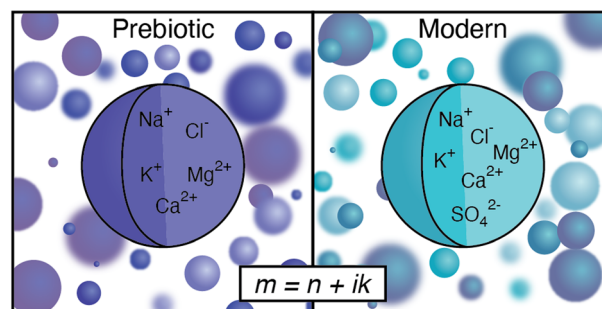 Prebiotic
Na⁺
Cl⁻
K⁺
Mg²⁺
Ca²⁺
Modern
Na⁺
Cl⁻
K⁺
Mg²⁺
Ca²⁺
SO₄²⁻
m = n + ik